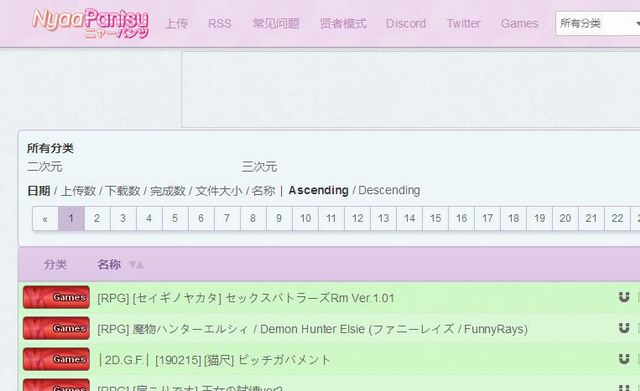 NyaaPantsu
ニャーパンツ
上传 RSS 常见问题 贤者模式 Discord Twitter Games 所有分类
所有分类
二次元 三次元
日期 / 上传数 / 下载数 / 完成数 / 文件大小 / 名称 | Ascending / Descending
« 1 2 3 4 5 6 7 8 9 10 11 12 13 14 15 16 17 18 19 20 21 22
分类 名称
Games [RPG] [セイギノヤカタ] セックスバトラーズRm Ver.1.01
Games [RPG] 魔物ハンターエルシィ / Demon Hunter Elsie (ファニーレイズ / FunnyRays)
Games │2D.G.F.│ [190215] [猫尺] ビッチガバメント
Games